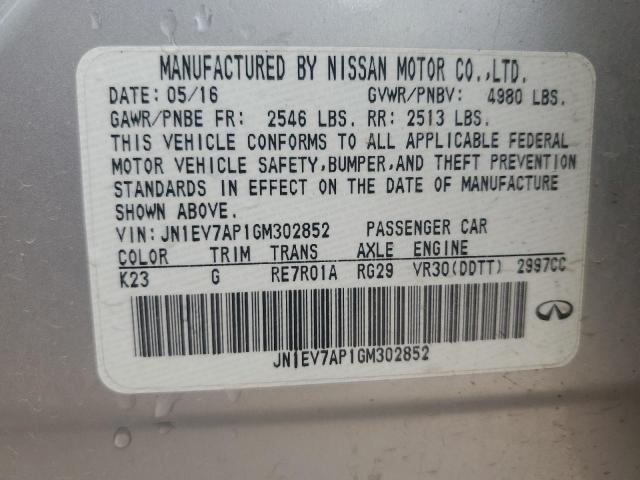 MANUFACTURED BY NISSAN MOTOR CO.,LTD.
DATE: 05/16 GVWR/PNBV: 4980 LBS.
GAWR/PNBE FR: 2546 LBS. RR: 2513 LBS.
THIS VEHICLE CONFORMS TO ALL APPLICABLE FEDERAL
MOTOR VEHICLE SAFETY,BUMPER,AND THEFT PREVENTION
STANDARDS IN EFFECT ON THE DATE OF MANUFACTURE
SHOWN ABOVE.
VIN: JN1EV7AP1GM302852 PASSENGER CAR
COLOR TRIM TRANS AXLE ENGINE
K23 G RE7R01A RG29 VR30(DDTT) 2997CC
JN1EV7AP1GM302852